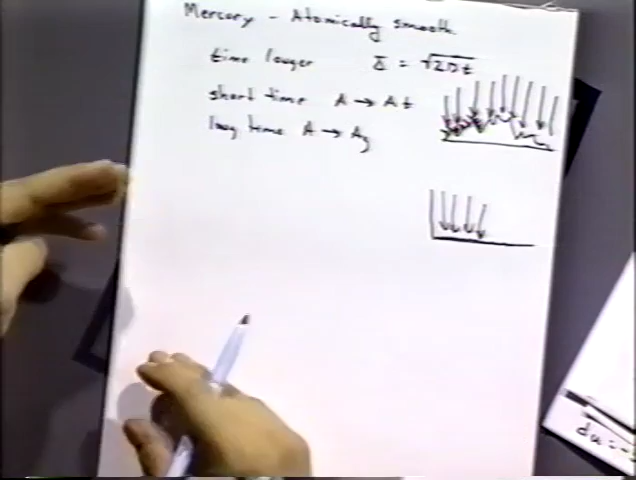 Mercury - Atomically smooth
time longer Δ̄ = √2Dt
short time A → At
long time A → Ag
du = -